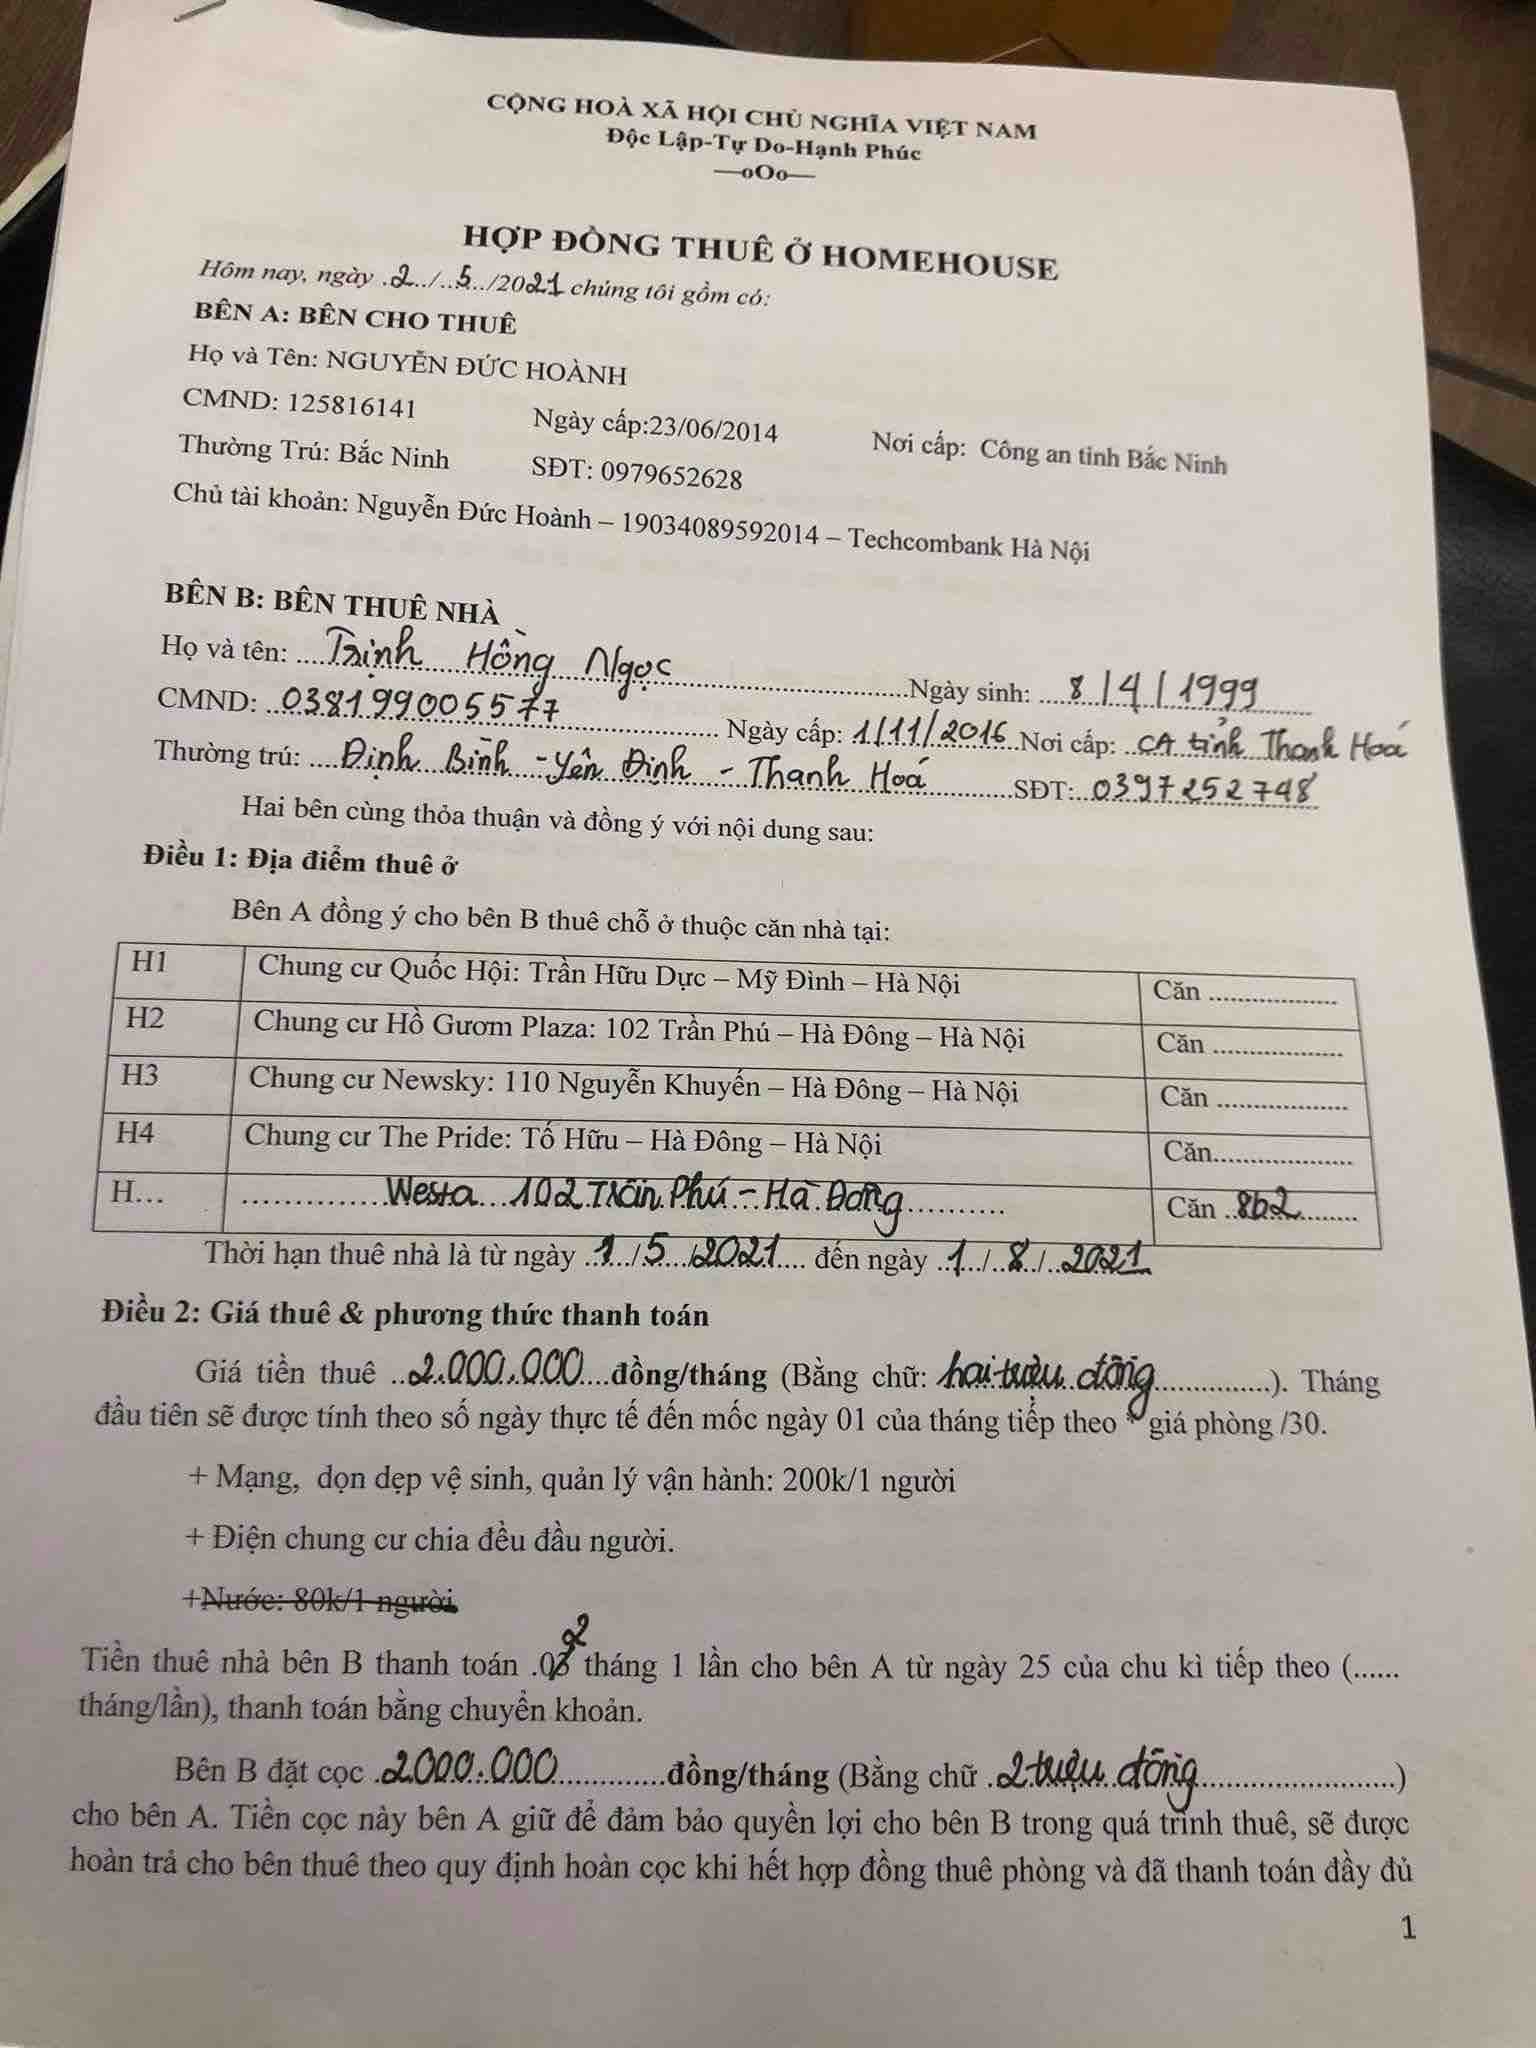 CỘNG HOÀ XÃ HỘI CHỦ NGHĨA VIỆT NAM
Độc Lập-Tự Do-Hạnh Phúc
—oOo—
HỢP ĐỒNG THUÊ Ở HOMEHOUSE
Hôm nay, ngày .2../..5../2021 chúng tôi gồm có:
BÊN A: BÊN CHO THUÊ
Họ và Tên: NGUYỄN ĐỨC HOÀNH
CMND: 125816141 Ngày cấp:23/06/2014 Nơi cấp: Công an tỉnh Bắc Ninh
Thường Trú: Bắc Ninh SĐT: 0979652628
Chủ tài khoản: Nguyễn Đức Hoành – 19034089592014 – Techcombank Hà Nội
BÊN B: BÊN THUÊ NHÀ
Họ và tên: ....Trịnh Hồng Ngọc..............................Ngày sinh: ....8/4/1999
CMND: ..038199005577.................. Ngày cấp: 1/11/2016 Nơi cấp: ..CA tỉnh Thanh Hoá
Thường trú: ....Định Bình - Yên Định - Thanh Hoá...........SĐT:..0397252748
Hai bên cùng thỏa thuận và đồng ý với nội dung sau:
Điều 1: Địa điểm thuê ở
Bên A đồng ý cho bên B thuê chỗ ở thuộc căn nhà tại:
H1 Chung cư Quốc Hội: Trần Hữu Dực – Mỹ Đình – Hà Nội Căn ...................
H2 Chung cư Hồ Gươm Plaza: 102 Trần Phú – Hà Đông – Hà Nội Căn ...................
H3 Chung cư Newsky: 110 Nguyễn Khuyến – Hà Đông – Hà Nội Căn ...................
H4 Chung cư The Pride: Tố Hữu – Hà Đông – Hà Nội Căn....................
H… ..............Westa...102 Trần Phú - Hà Đông.......... Căn ..862........
Thời hạn thuê nhà là từ ngày ..1../5.../2021.... đến ngày ..1../..8../..2021
Điều 2: Giá thuê & phương thức thanh toán
Giá tiền thuê ..2.000.000....đồng/tháng (Bằng chữ: hai triệu đồng...............). Tháng
đầu tiên sẽ được tính theo số ngày thực tế đến mốc ngày 01 của tháng tiếp theo * giá phòng /30.
+ Mạng, dọn dẹp vệ sinh, quản lý vận hành: 200k/1 người
+ Điện chung cư chia đều đầu người.
+Nước: 80k/1 người
Tiền thuê nhà bên B thanh toán .02 tháng 1 lần cho bên A từ ngày 25 của chu kì tiếp theo (......
tháng/lần), thanh toán bằng chuyển khoản.
Bên B đặt cọc .2000.000..............đồng/tháng (Bằng chữ .2 triệu đồng..........................)
cho bên A. Tiền cọc này bên A giữ để đảm bảo quyền lợi cho bên B trong quá trình thuê, sẽ được
hoàn trả cho bên thuê theo quy định hoàn cọc khi hết hợp đồng thuê phòng và đã thanh toán đầy đủ
1